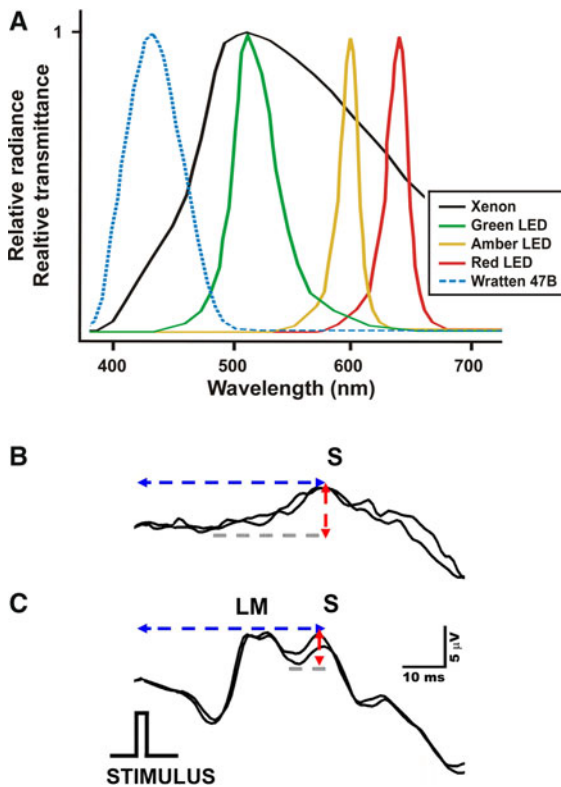 A
1
Relative radiance
Realtive transmittance
Xenon
Green LED
Amber LED
Red LED
Wratten 47B
400 500 600 700
Wavelength (nm)
B
S
C
LM S
5 µV
10 ms
STIMULUS